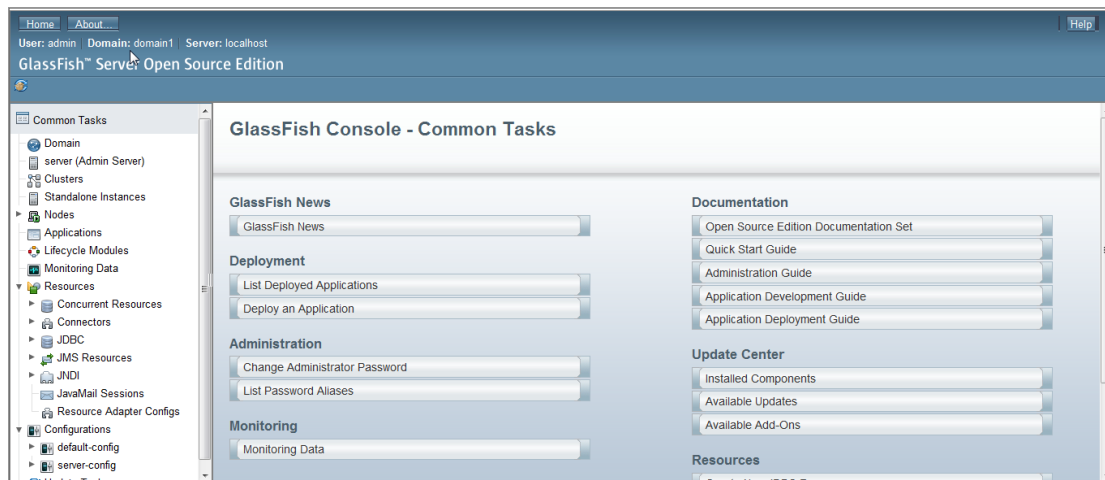 Home About... Help
User: admin Domain: domain1 Server: localhost
GlassFish™ Server Open Source Edition
Common Tasks
Domain
server (Admin Server)
Clusters
Standalone Instances
Nodes
Applications
Lifecycle Modules
Monitoring Data
Resources
Concurrent Resources
Connectors
JDBC
JMS Resources
JNDI
JavaMail Sessions
Resource Adapter Configs
Configurations
default-config
server-config
GlassFish Console - Common Tasks
GlassFish News
GlassFish News
Deployment
List Deployed Applications
Deploy an Application
Administration
Change Administrator Password
List Password Aliases
Monitoring
Monitoring Data
Documentation
Open Source Edition Documentation Set
Quick Start Guide
Administration Guide
Application Development Guide
Application Deployment Guide
Update Center
Installed Components
Available Updates
Available Add-Ons
Resources